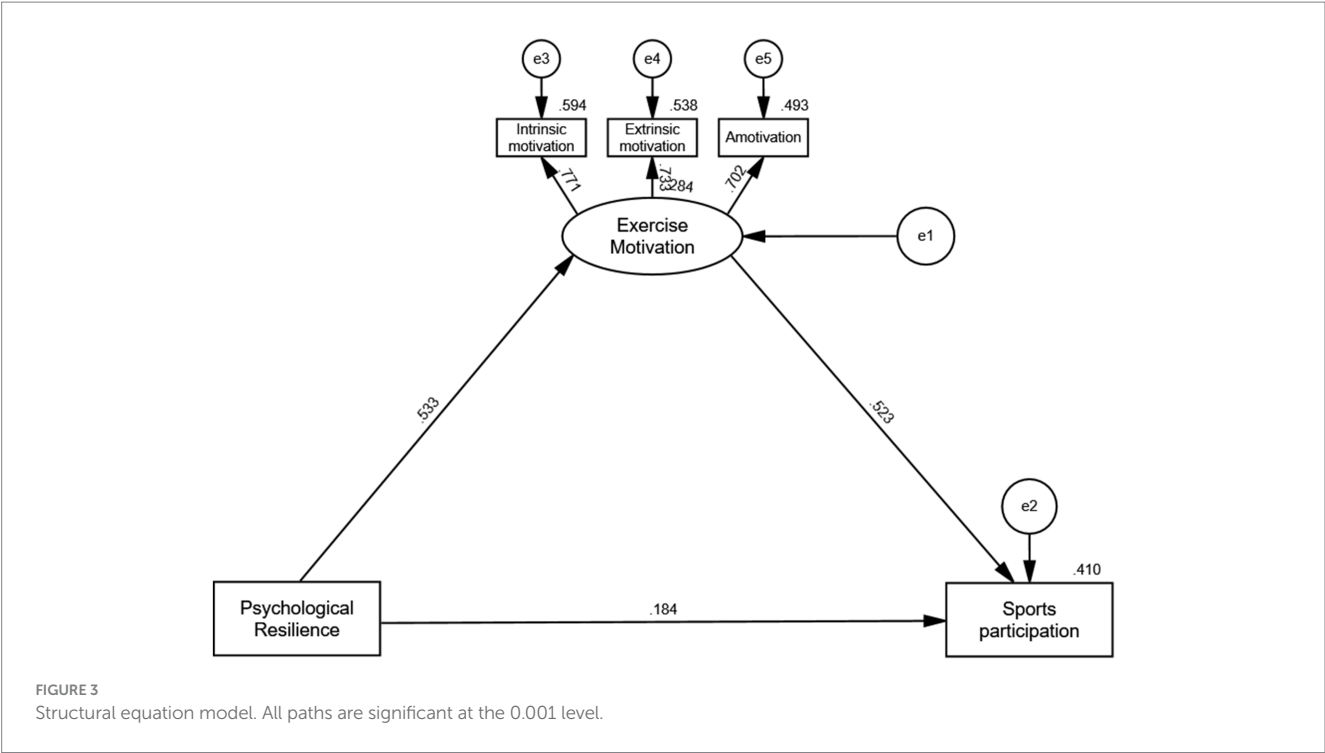 e3
e4
e5
.594
.538
.493
Intrinsic
motivation
Extrinsic
motivation
Amotivation
.771
.733
.284
.702
Exercise
Motivation
e1
.533
.523
e2
.410
Psychological
Resilience
.184
Sports
participation
FIGURE 3
Structural equation model. All paths are significant at the 0.001 level.